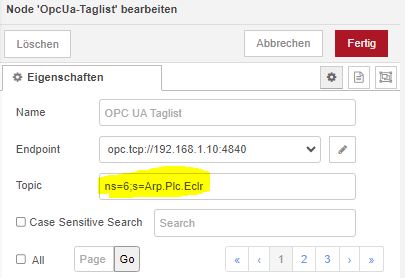 Node 'OpcUa-Taglist' bearbeiten
Löschen
Abbrechen
Fertig
Eigenschaften
Name
OPC UA Taglist
Endpoint
opc.tcp://192.168.1.10:4840
Topic
ns=6;s=Arp.Plc.Eclr
Case Sensitive Search
Search
All
Page
Go
« ‹ 1 2 3 › »